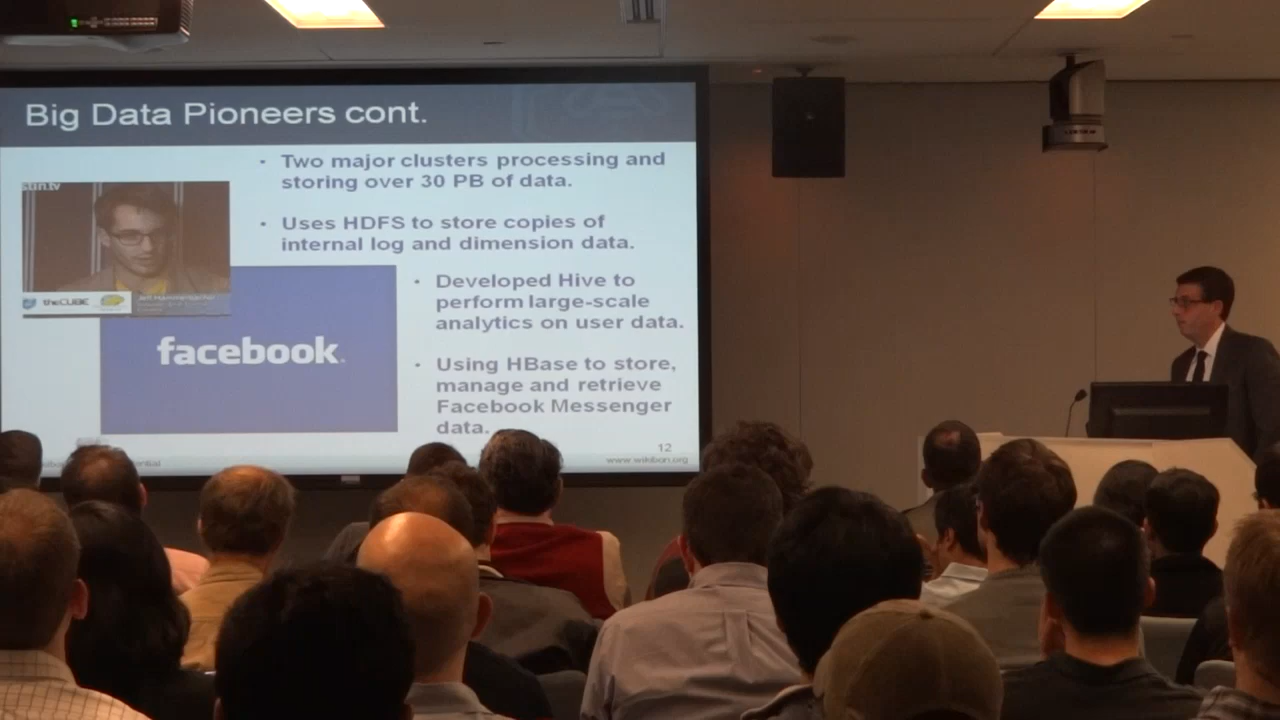 Big Data Pioneers cont.
• Two major clusters processing and
storing over 30 PB of data.
• Uses HDFS to store copies of
internal log and dimension data.
theCUBE
Jeff Hammerbacher
facebook
• Developed Hive to
perform large-scale
analytics on user data.
• Using HBase to store,
manage and retrieve
Facebook Messenger
data.
12
www.wikibon.org